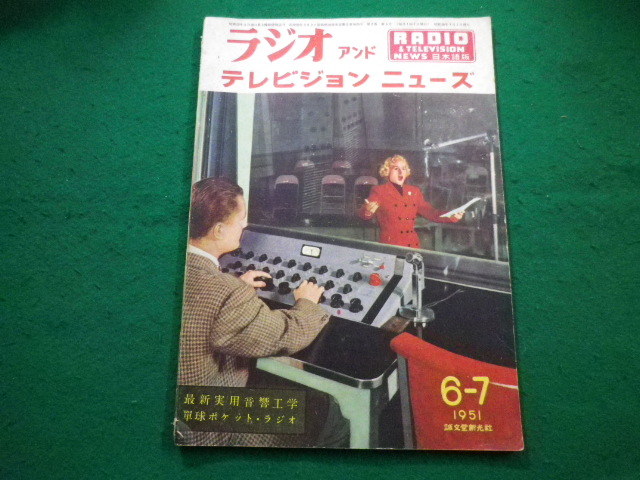 ラジオ アンド
テレビジョン ニューズ
RADIO
& TELEVISION
NEWS 日本語版
最新実用音響工学
單球ポケット・ラジオ
6-7
1951
誠文堂新光社